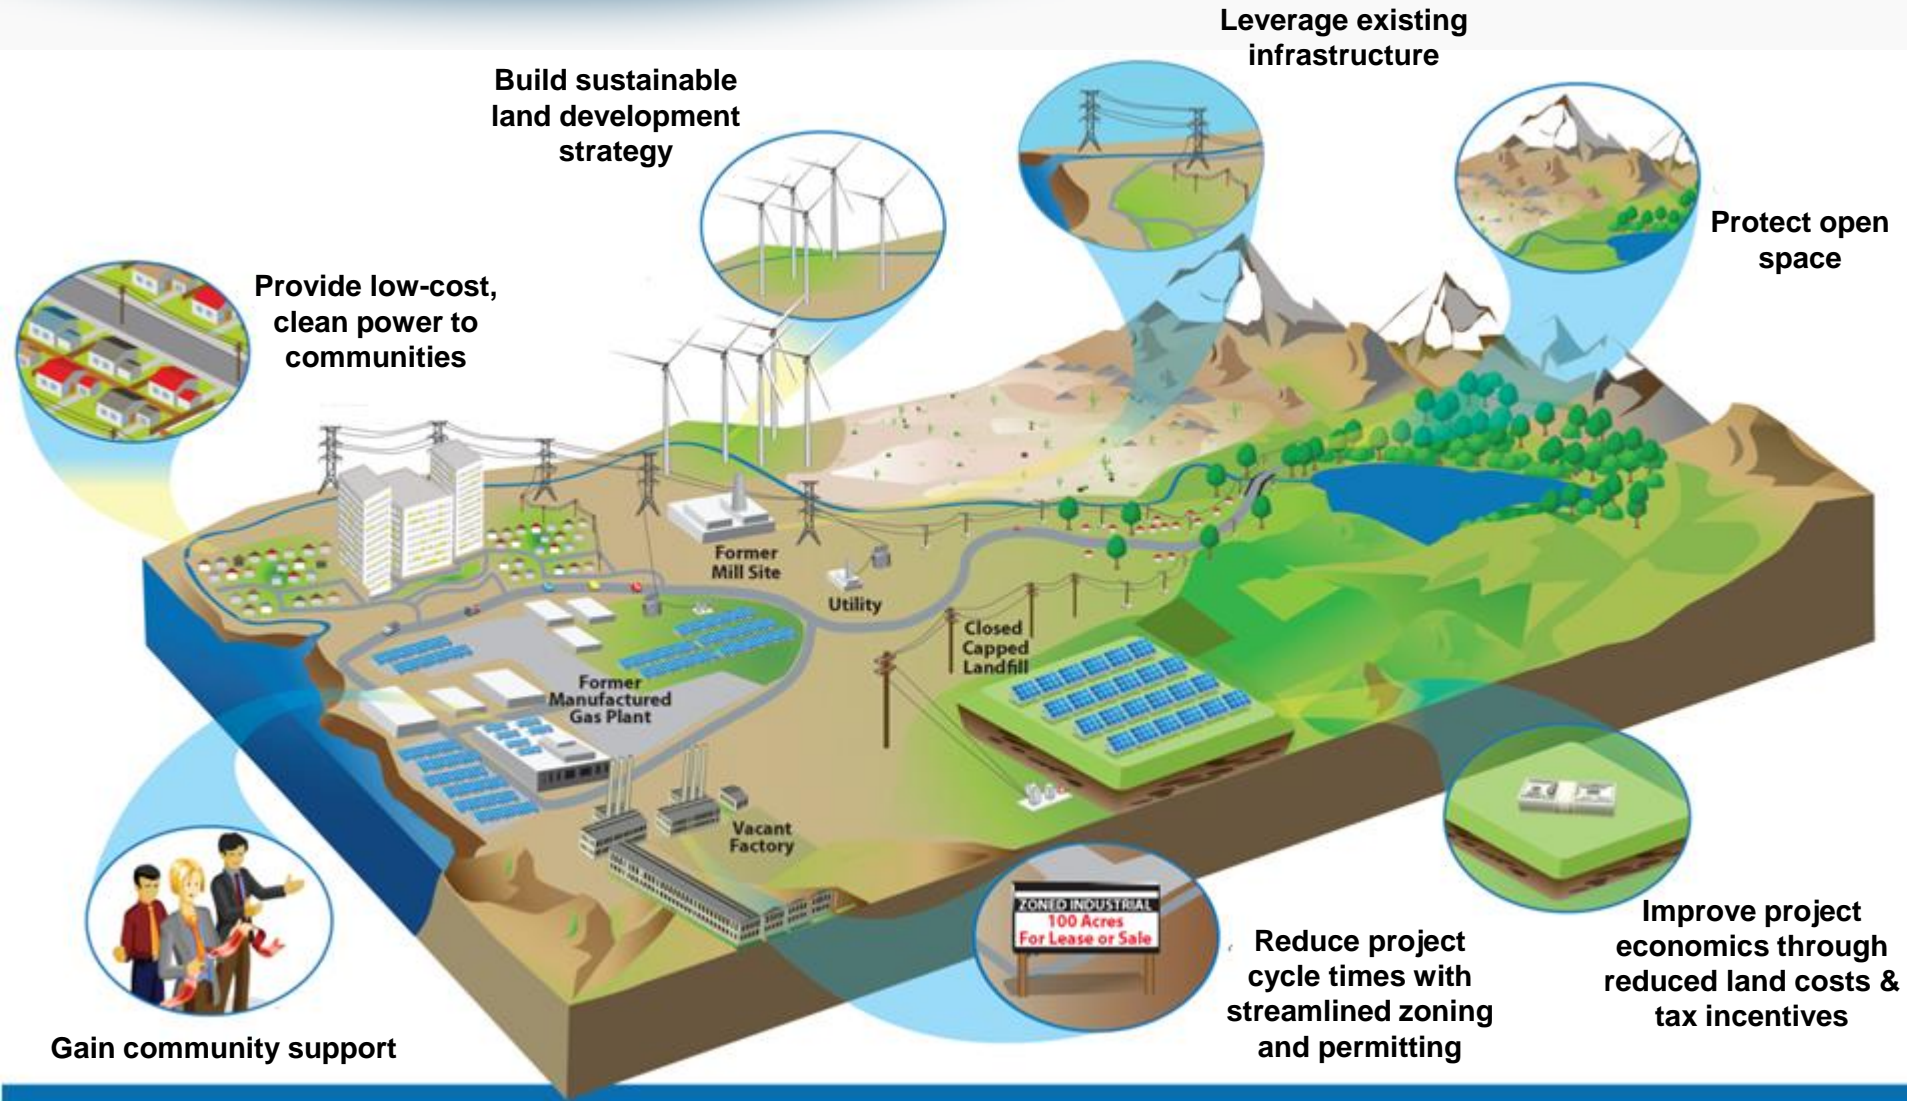 Leverage existing
infrastructure
Build sustainable
land development
strategy
Protect open
space
Provide low-cost,
clean power to
communities
Former
Mill Site
Utility
Closed
Capped
Landfill
Former
Manufactured
Gas Plant
Vacant
Factory
ZONED INDUSTRIAL
100 Acres
For Lease or Sale
Reduce project
cycle times with
streamlined zoning
and permitting
Improve project
economics through
reduced land costs &
tax incentives
Gain community support